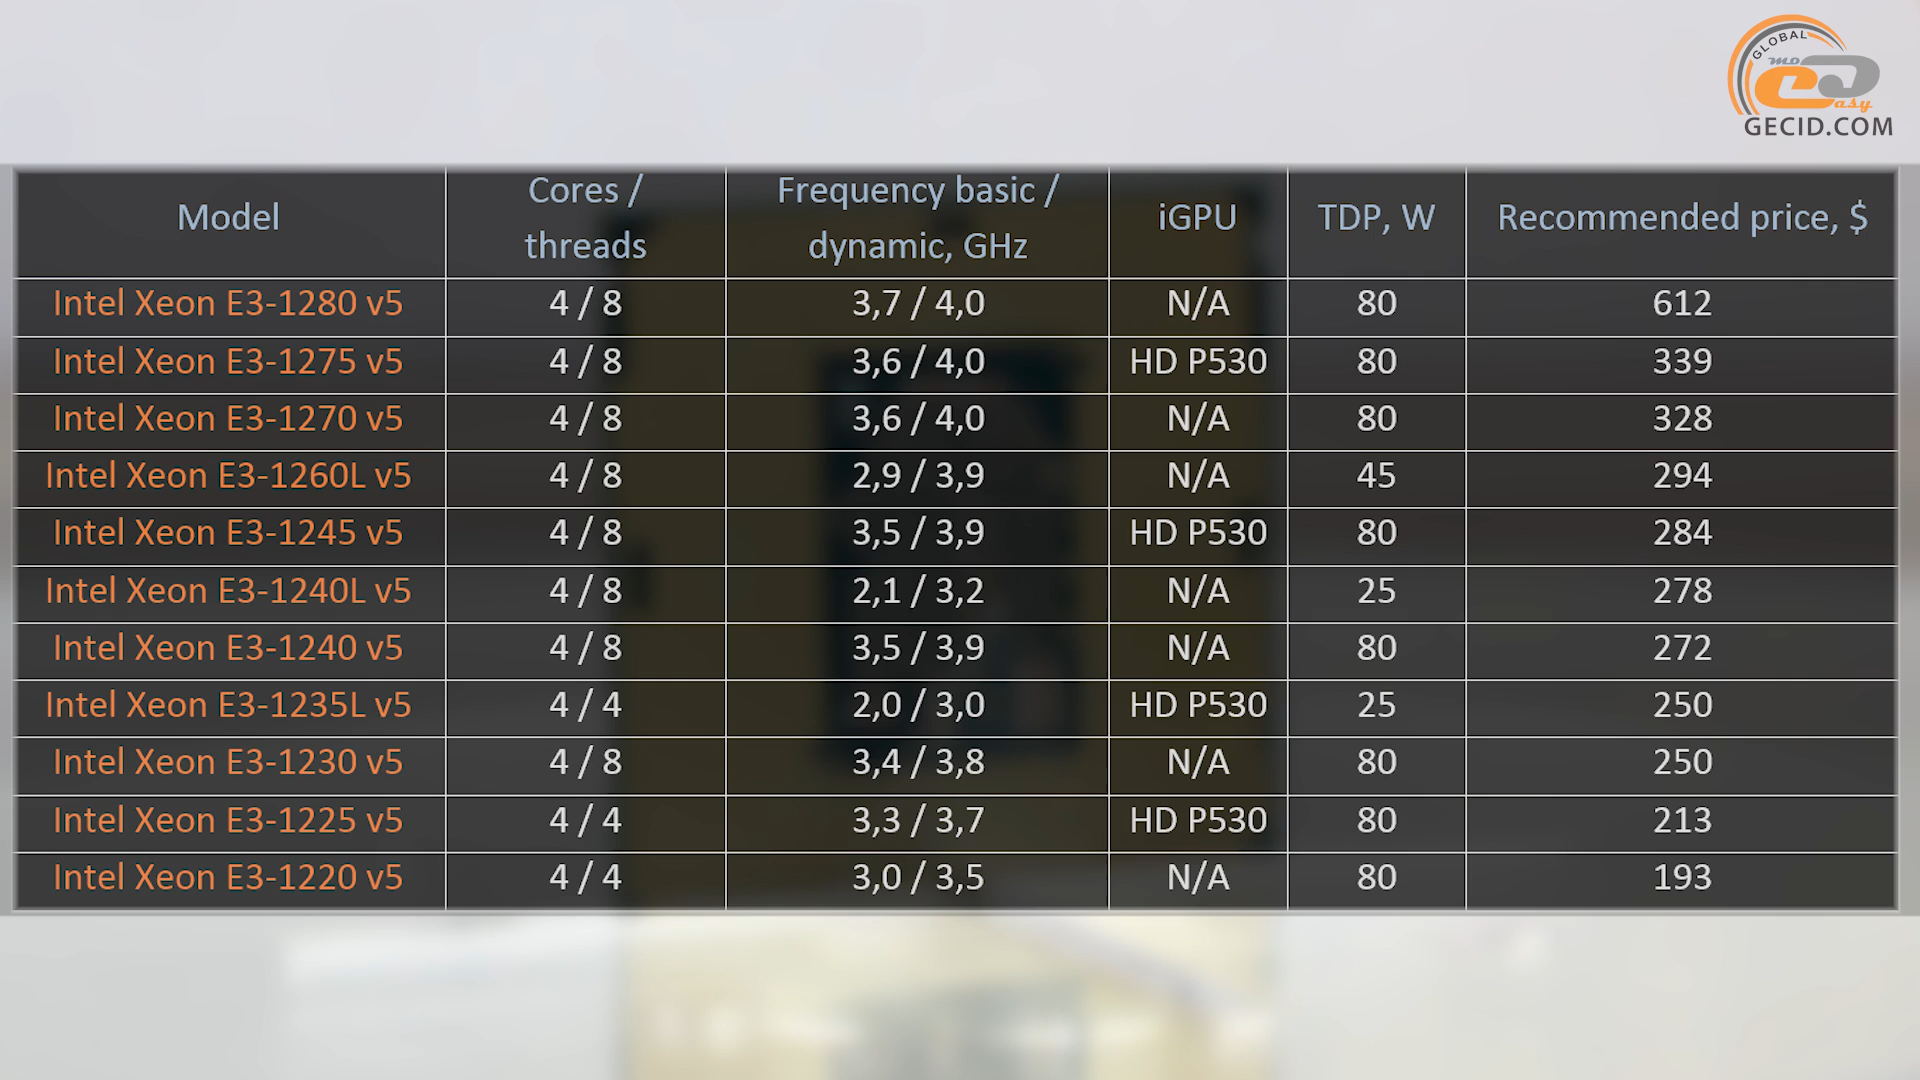 GLOBAL
mo
asy
GECID.COM
Model Cores / threads Frequency basic / dynamic, GHz iGPU TDP, W Recommended price, $
Intel Xeon E3-1280 v5 4 / 8 3,7 / 4,0 N/A 80 612
Intel Xeon E3-1275 v5 4 / 8 3,6 / 4,0 HD P530 80 339
Intel Xeon E3-1270 v5 4 / 8 3,6 / 4,0 N/A 80 328
Intel Xeon E3-1260L v5 4 / 8 2,9 / 3,9 N/A 45 294
Intel Xeon E3-1245 v5 4 / 8 3,5 / 3,9 HD P530 80 284
Intel Xeon E3-1240L v5 4 / 8 2,1 / 3,2 N/A 25 278
Intel Xeon E3-1240 v5 4 / 8 3,5 / 3,9 N/A 80 272
Intel Xeon E3-1235L v5 4 / 4 2,0 / 3,0 HD P530 25 250
Intel Xeon E3-1230 v5 4 / 8 3,4 / 3,8 N/A 80 250
Intel Xeon E3-1225 v5 4 / 4 3,3 / 3,7 HD P530 80 213
Intel Xeon E3-1220 v5 4 / 4 3,0 / 3,5 N/A 80 193